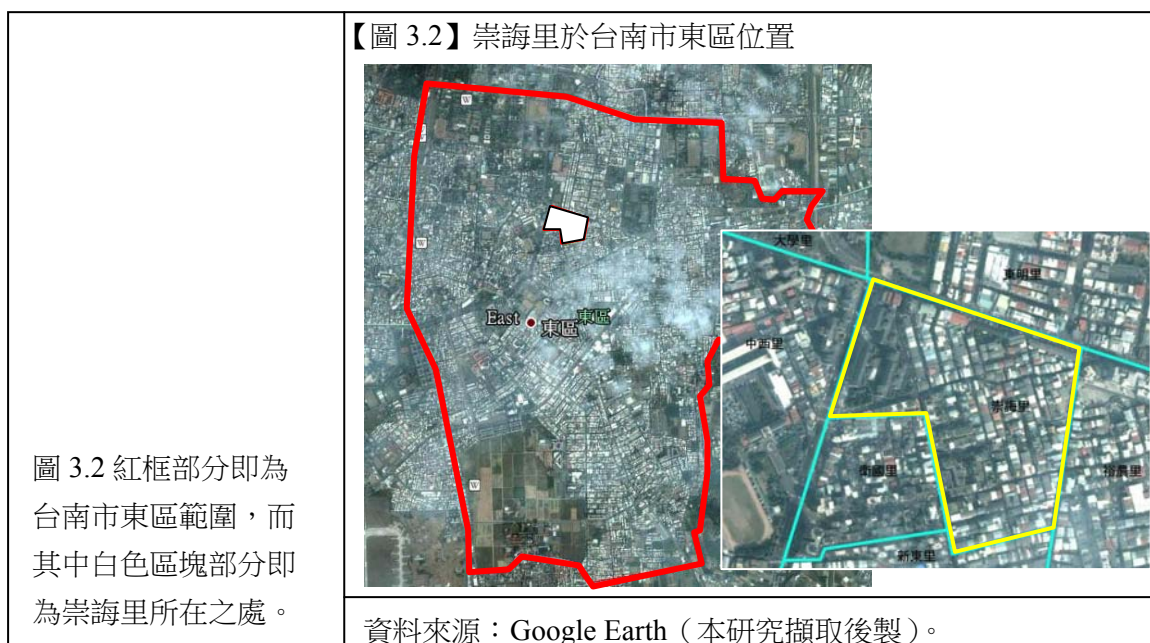 【圖 3.2】崇誨里於台南市東區位置
W
W
W
East
東區
東區
大學里
東明里
中西里
崇誨里
衛國里
裕農里
新東里
圖 3.2 紅框部分即為
台南市東區範圍，而
其中白色區塊部分即
為崇誨里所在之處。
資料來源：Google Earth（本研究擷取後製）。